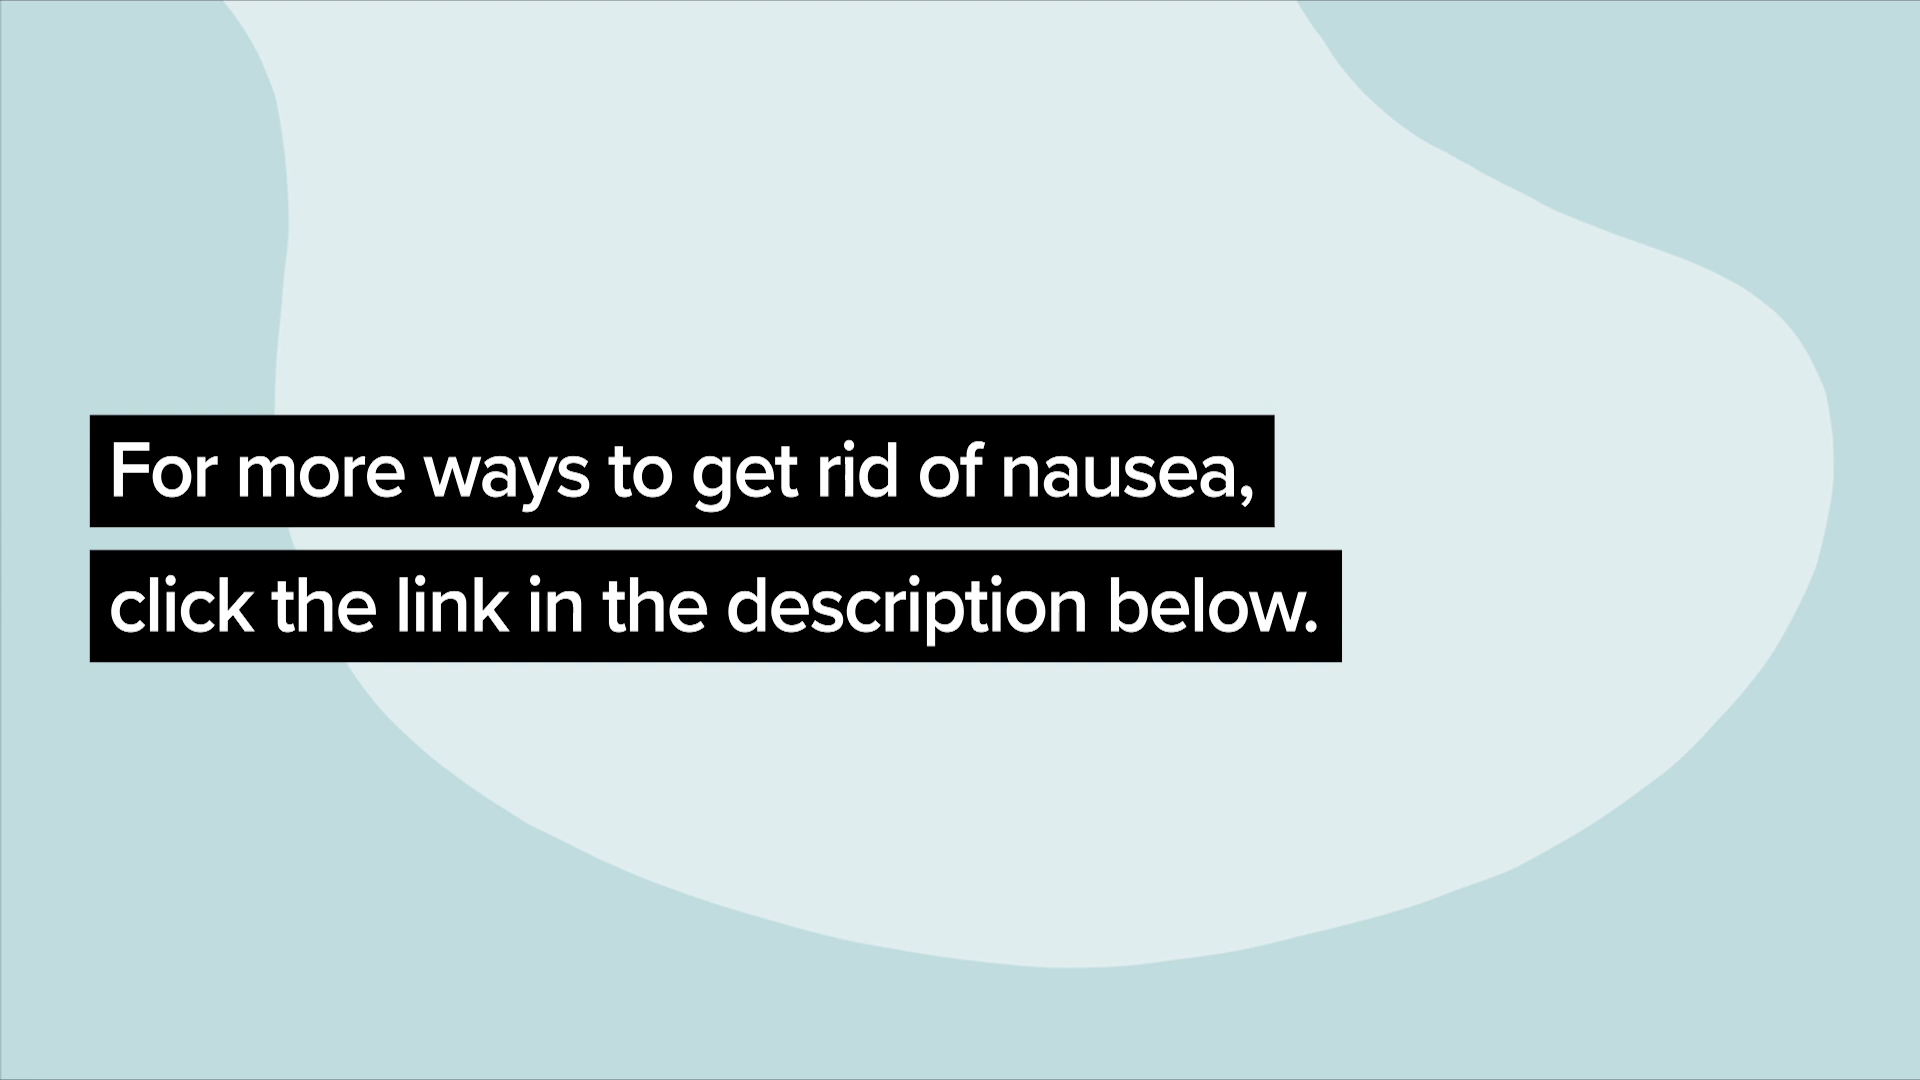 For more ways to get rid of nausea,
click the link in the description below.